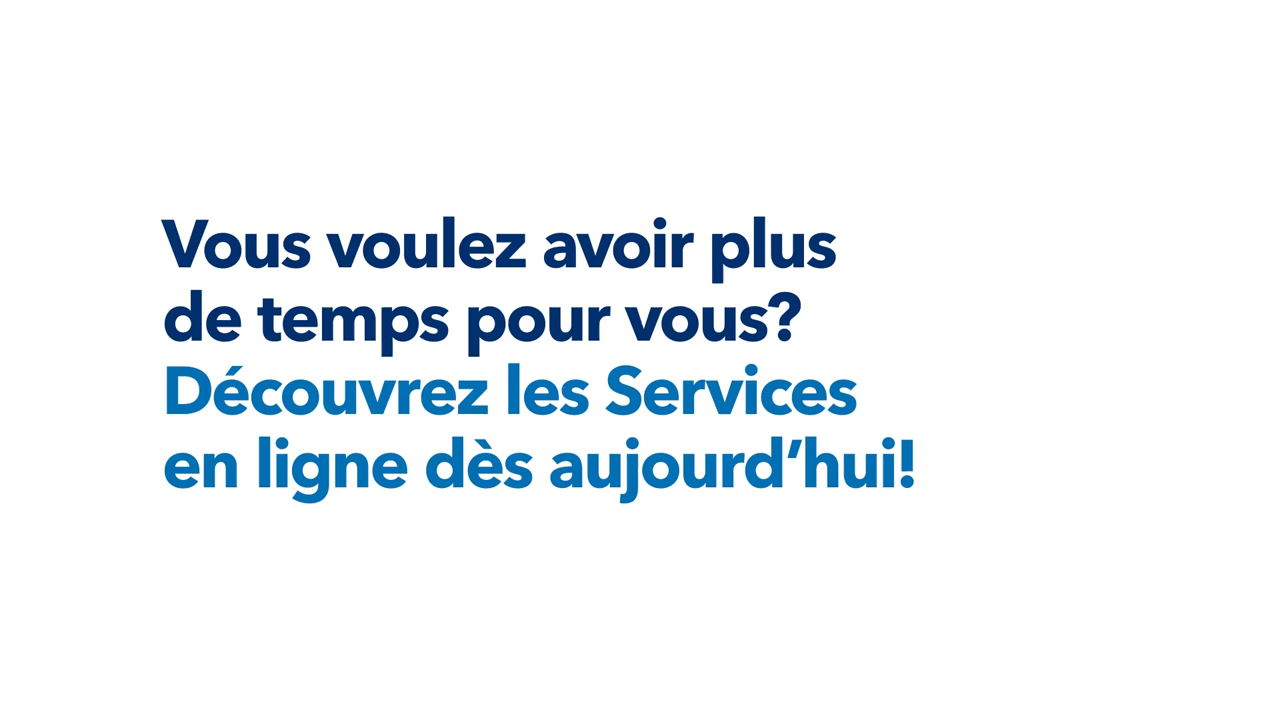 Vous voulez avoir plus
de temps pour vous?
Découvrez les Services
en ligne dès aujourd’hui!